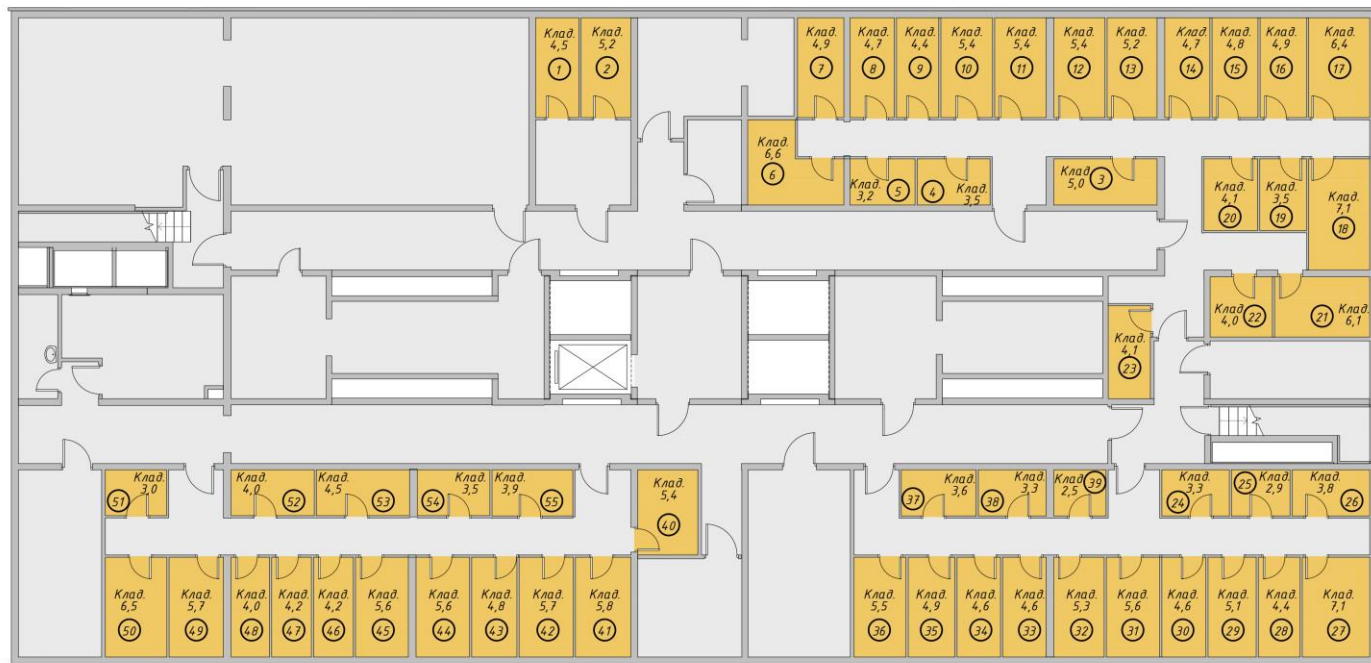 Клад.
4,5
1
Клад.
5,2
2
Клад.
4,9
7
Клад.
4,7
8
Клад.
4,4
9
Клад.
5,4
10
Клад.
5,4
11
Клад.
5,4
12
Клад.
5,2
13
Клад.
4,7
14
Клад.
4,8
15
Клад.
4,9
16
Клад.
6,4
17
Клад.
6,6
6
Клад.
3,2
5
4
Клад.
3,5
Клад.
5,0
3
Клад.
4,1
20
Клад.
3,5
19
Клад.
7,1
18
Клад.
4,0
22
21
Клад.
6,1
Клад.
4,1
23
51
Клад.
3,0
Клад.
4,0
52
Клад.
4,5
53
54
Клад.
3,5
Клад.
3,9
55
Клад.
5,4
40
37
Клад.
3,6
38
Клад.
3,3
Клад.
2,5
39
Клад.
3,3
24
25
Клад.
2,9
Клад.
3,8
26
Клад.
6,5
50
Клад.
5,7
49
Клад.
4,0
48
Клад.
4,2
47
Клад.
4,2
46
Клад.
5,6
45
Клад.
5,6
44
Клад.
4,8
43
Клад.
5,7
42
Клад.
5,8
41
Клад.
5,5
36
Клад.
4,9
35
Клад.
4,6
34
Клад.
4,6
33
Клад.
5,3
32
Клад.
5,6
31
Клад.
4,6
30
Клад.
5,1
29
Клад.
4,4
28
Клад.
7,1
27